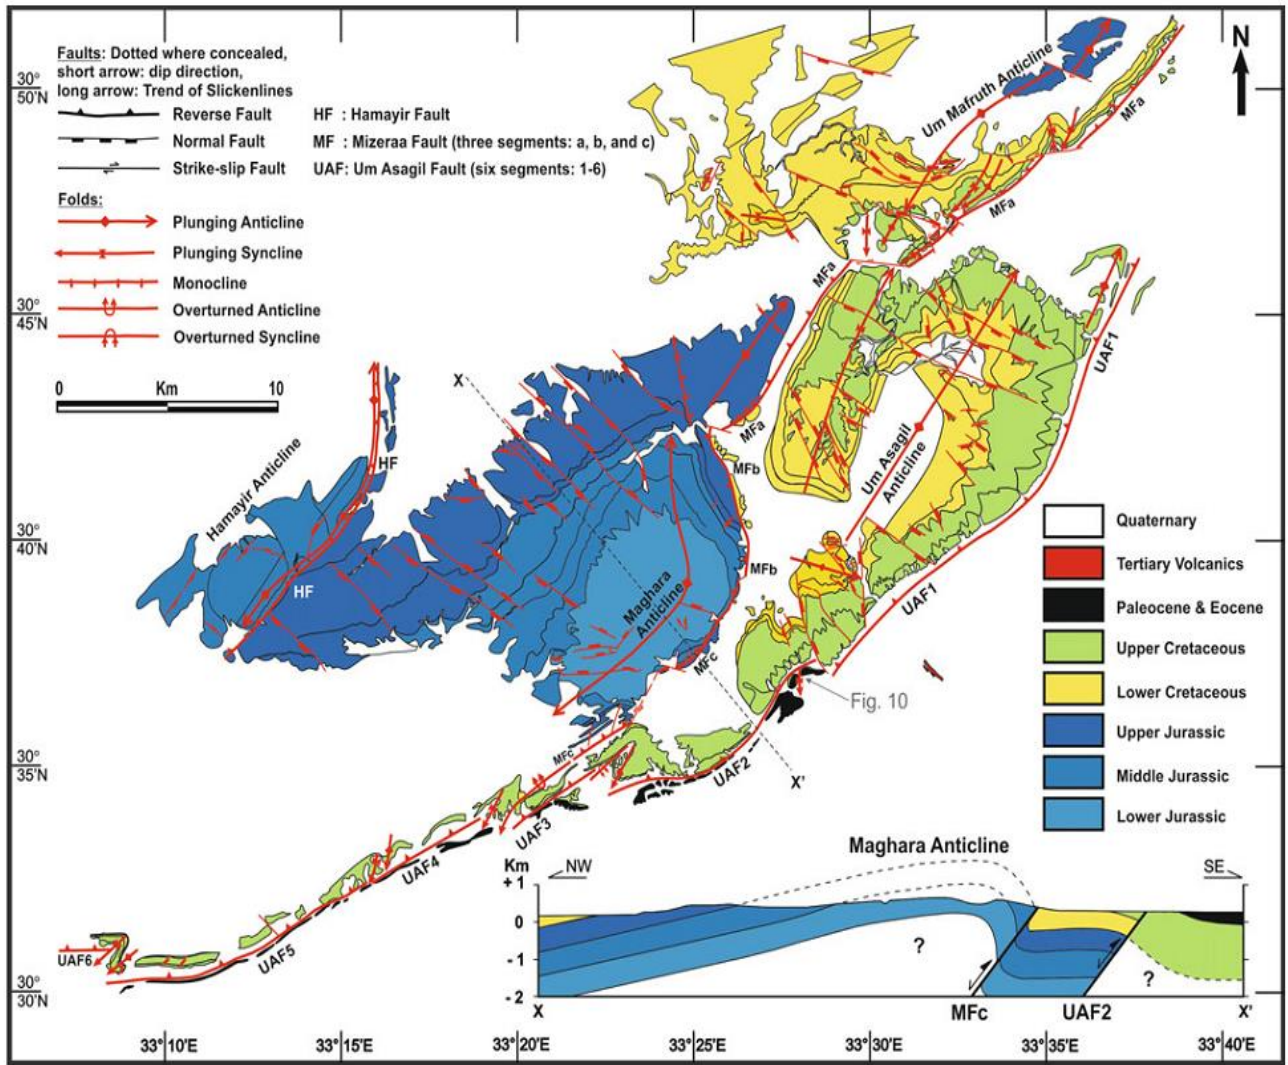 Faults: Dotted where concealed,
short arrow: dip direction,
long arrow: Trend of Slickenlines
Reverse Fault
Normal Fault
Strike-slip Fault
HF : Hamayir Fault
MF : Mizeraa Fault (three segments: a, b, and c)
UAF: Um Asagil Fault (six segments: 1-6)
Folds:
Plunging Anticline
Plunging Syncline
Monocline
Overturned Anticline
Overturned Syncline
0 Km 10
N
30°
50'N
30°
45'N
30°
40'N
30°
35'N
30°
30'N
Um Mafruth Anticline
MFa
MFa
MFa
MFa
UAF1
X
MFb
Um Asagil
Anticline
HF
Hamayir Anticline
HF
MFb
Maghara
Anticline
UAF1
MFc
Fig. 10
MFc
UAF2
X'
UAF3
UAF4
UAF5
UAF6
Quaternary
Tertiary Volcanics
Paleocene & Eocene
Upper Cretaceous
Lower Cretaceous
Upper Jurassic
Middle Jurassic
Lower Jurassic
Maghara Anticline
Km
NW
SE
+ 1
0
- 1
- 2
?
?
X
MFc
UAF2
X'
33°10'E
33°15'E
33°20'E
33°25'E
33°30'E
33°35'E
33°40'E